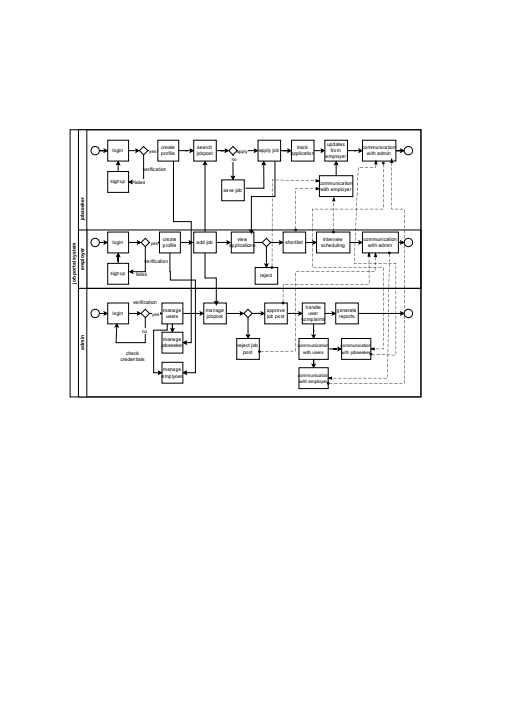 job portal system
jobseeker
login
yes
create
profile
search
jobpost
apply
apply job
track
application
updates
from
employer
communication
with admin
verification
no
sign up
failed
save job
communication
with employer
employer
login
yes
create
profile
add job
view
applications
shortlist
interview
scheduling
communication
with admin
verification
sign up
failed
reject
admin
verification
login
yes
manage
users
manage
jobpost
approve
job post
handle
user
complaints
generate
reports
no
check
credentials
manage
jobseeker
reject job
post
communication
with users
communication
with jobseeker
manage
employer
communication
with employer